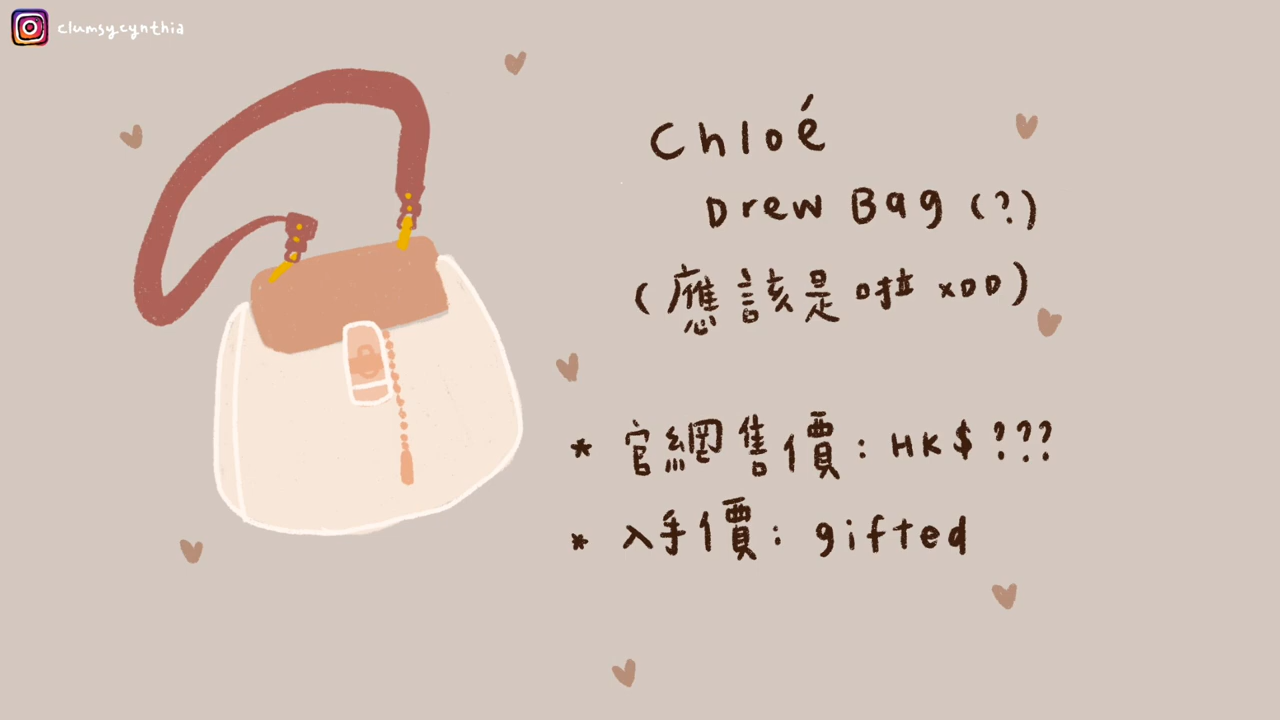 clumsy.cynthia
Chloé
Drew Bag (?)
(應該是啦 XDD)
* 官網售價: HK$???
* 入手價: gifted